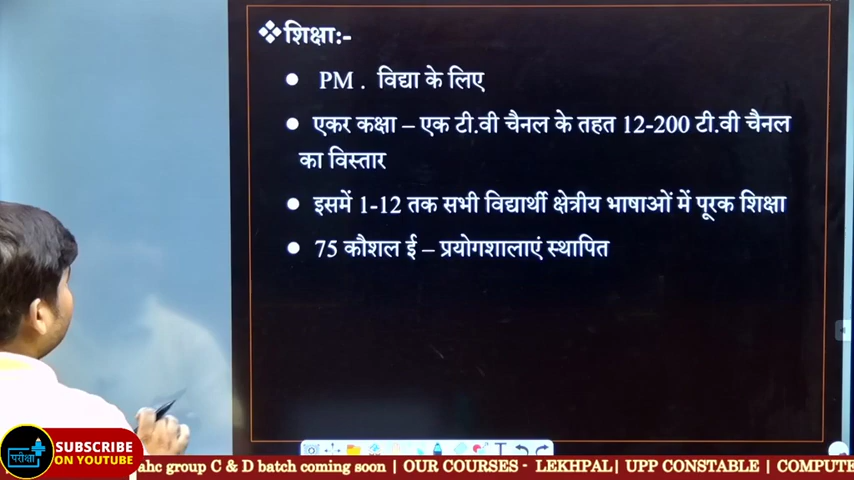 ❖शिक्षा:-
● PM . विद्या के लिए
● एकर कक्षा – एक टी.वी चैनल के तहत 12-200 टी.वी चैनल
का विस्तार
● इसमें 1-12 तक सभी विद्यार्थी क्षेत्रीय भाषाओं में पूरक शिक्षा
● 75 कौशल ई – प्रयोगशालाएं स्थापित
परीक्षा
SUBSCRIBE
ON YOUTUBE
ahc group C & D batch coming soon | OUR COURSES - LEKHPAL| UPP CONSTABLE | COMPUTE